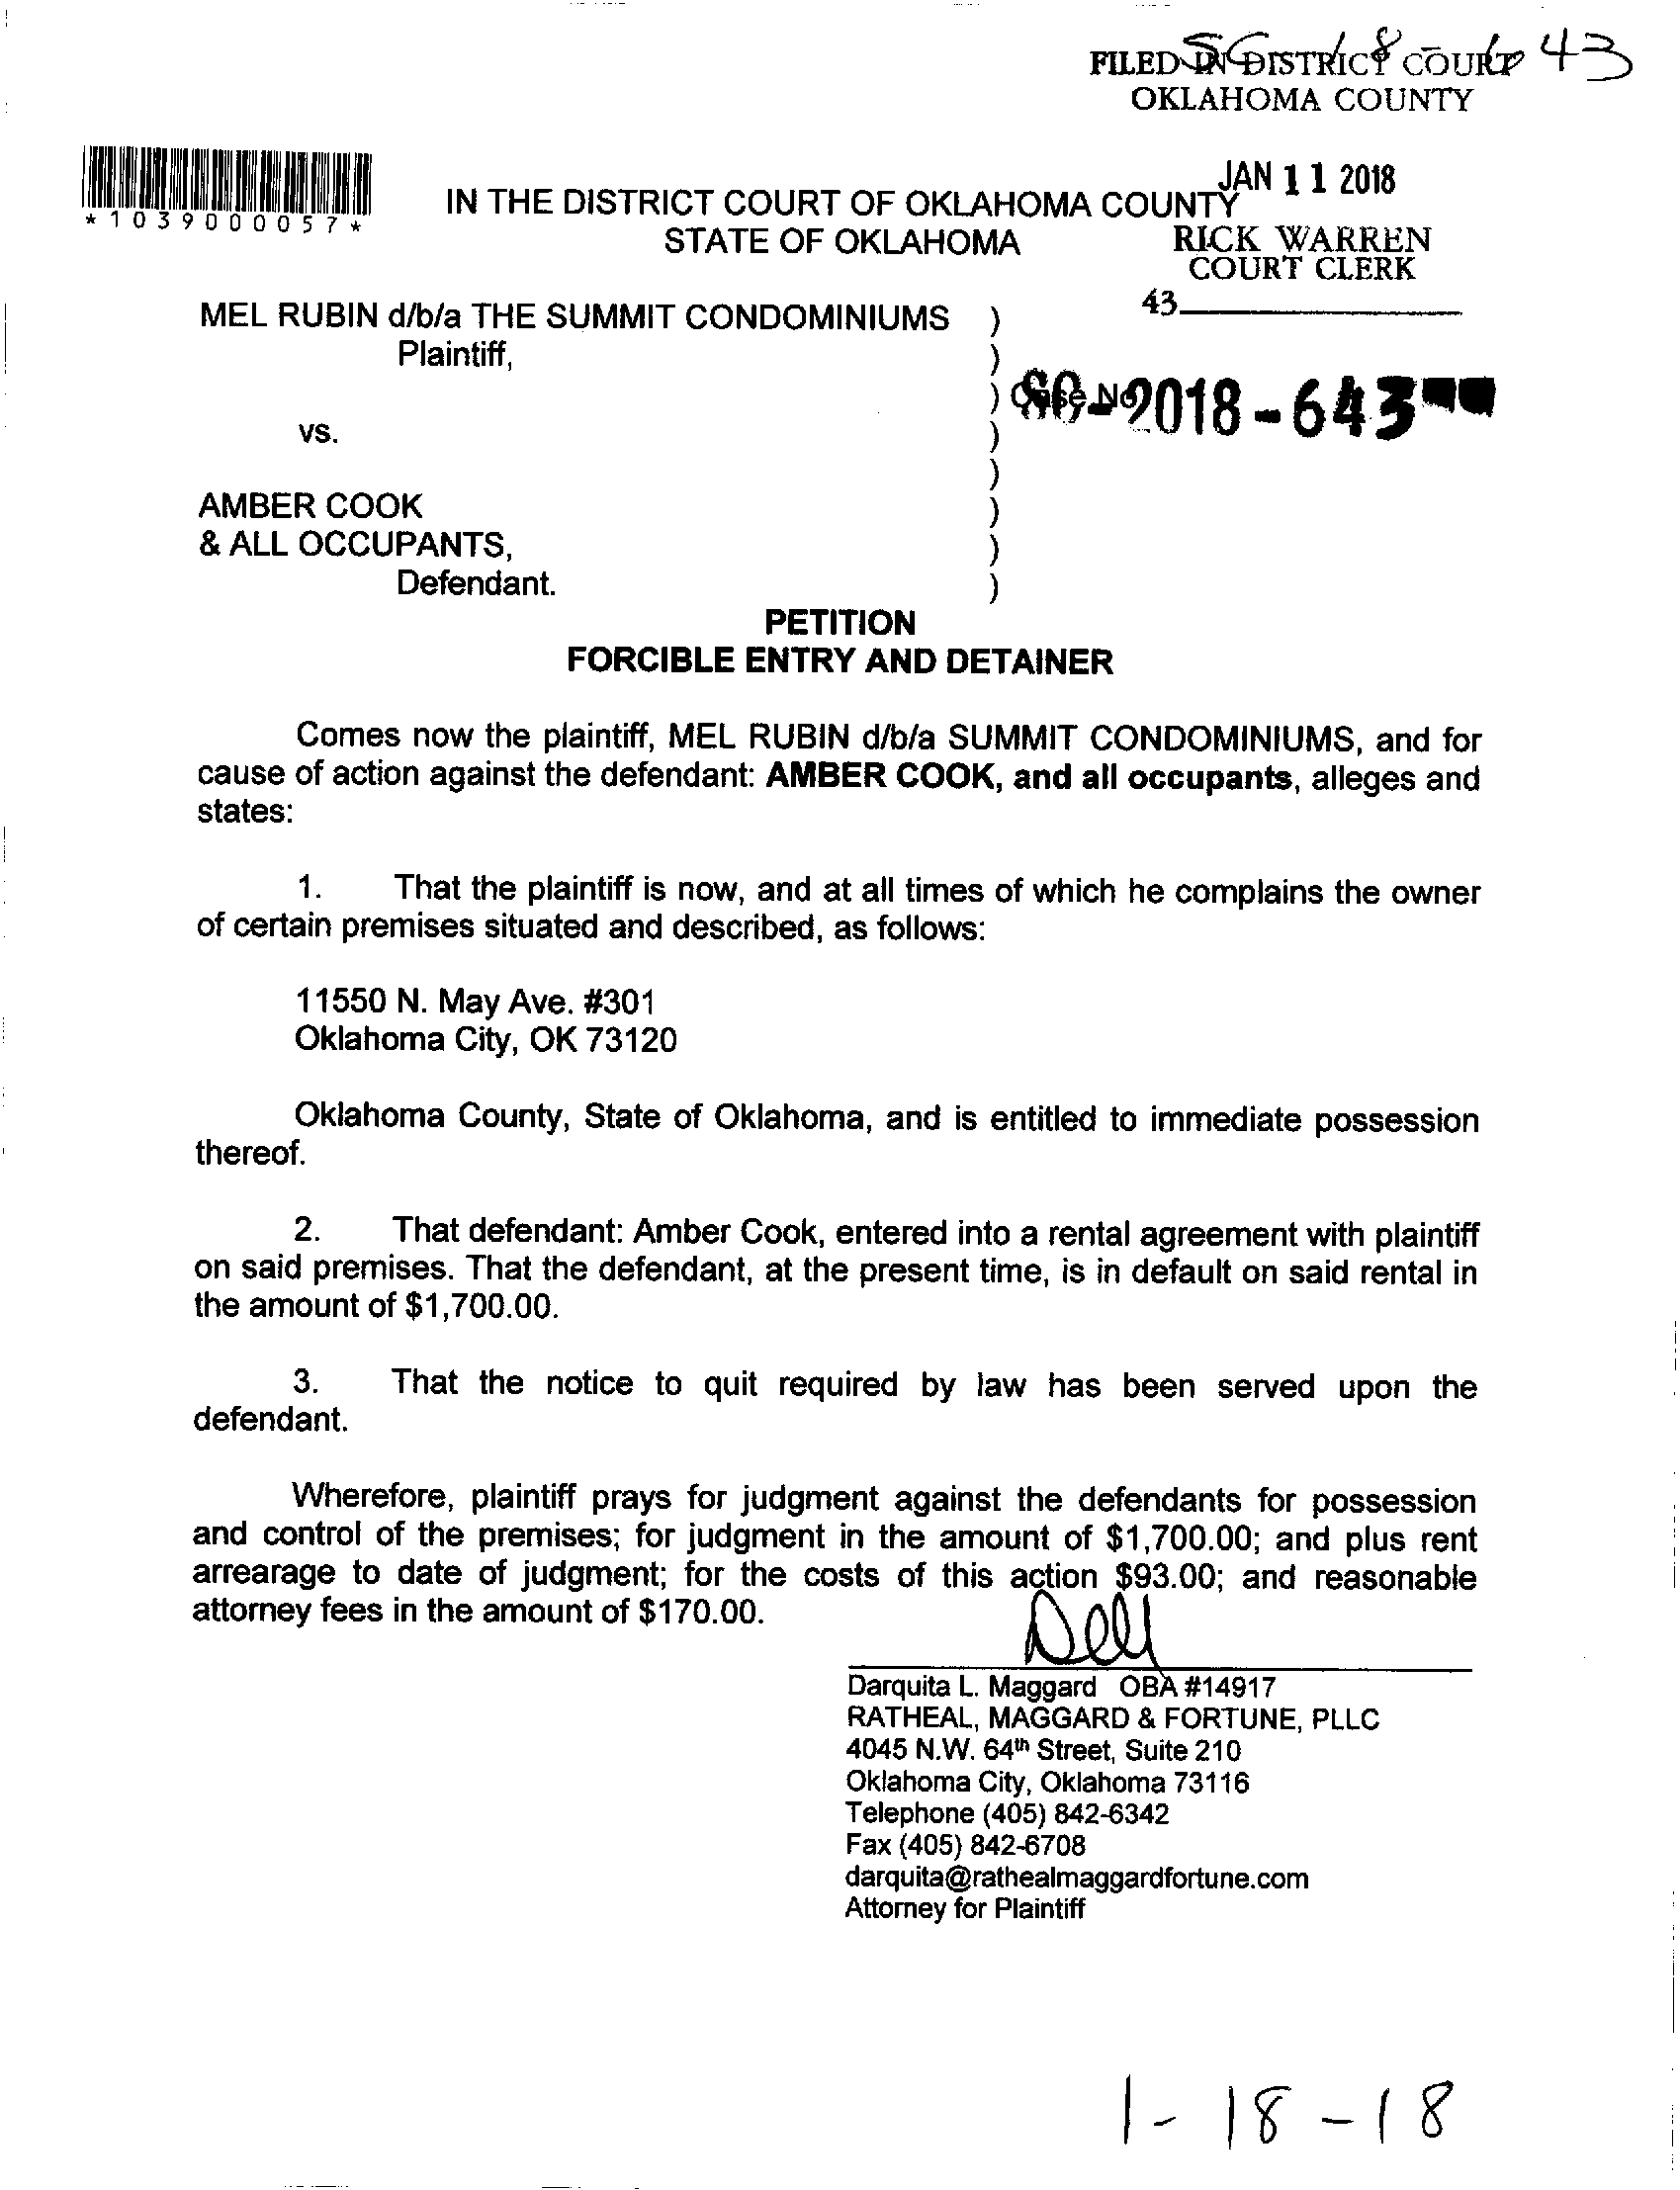 FILED IN DISTRICT COURT
OKLAHOMA COUNTY
43
JAN 11 2018
*1039000057*
IN THE DISTRICT COURT OF OKLAHOMA COUNTY
STATE OF OKLAHOMA
RICK WARREN
COURT CLERK
43
MEL RUBIN d/b/a THE SUMMIT CONDOMINIUMS )
Plaintiff, )
) Case No 2018-643
vs. )
)
AMBER COOK )
& ALL OCCUPANTS, )
Defendant. )
PETITION
FORCIBLE ENTRY AND DETAINER
Comes now the plaintiff, MEL RUBIN d/b/a SUMMIT CONDOMINIUMS, and for
cause of action against the defendant: AMBER COOK, and all occupants, alleges and
states:
1. That the plaintiff is now, and at all times of which he complains the owner
of certain premises situated and described, as follows:
11550 N. May Ave. #301
Oklahoma City, OK 73120
Oklahoma County, State of Oklahoma, and is entitled to immediate possession
thereof.
2. That defendant: Amber Cook, entered into a rental agreement with plaintiff
on said premises. That the defendant, at the present time, is in default on said rental in
the amount of $1,700.00.
3. That the notice to quit required by law has been served upon the
defendant.
Wherefore, plaintiff prays for judgment against the defendants for possession
and control of the premises; for judgment in the amount of $1,700.00; and plus rent
arrearage to date of judgment; for the costs of this action $93.00; and reasonable
attorney fees in the amount of $170.00.
Darquita L. Maggard OBA #14917
RATHEAL, MAGGARD & FORTUNE, PLLC
4045 N.W. 64th Street, Suite 210
Oklahoma City, Oklahoma 73116
Telephone (405) 842-6342
Fax (405) 842-6708
darquita@rathealmaggardfortune.com
Attorney for Plaintiff
1-18-18